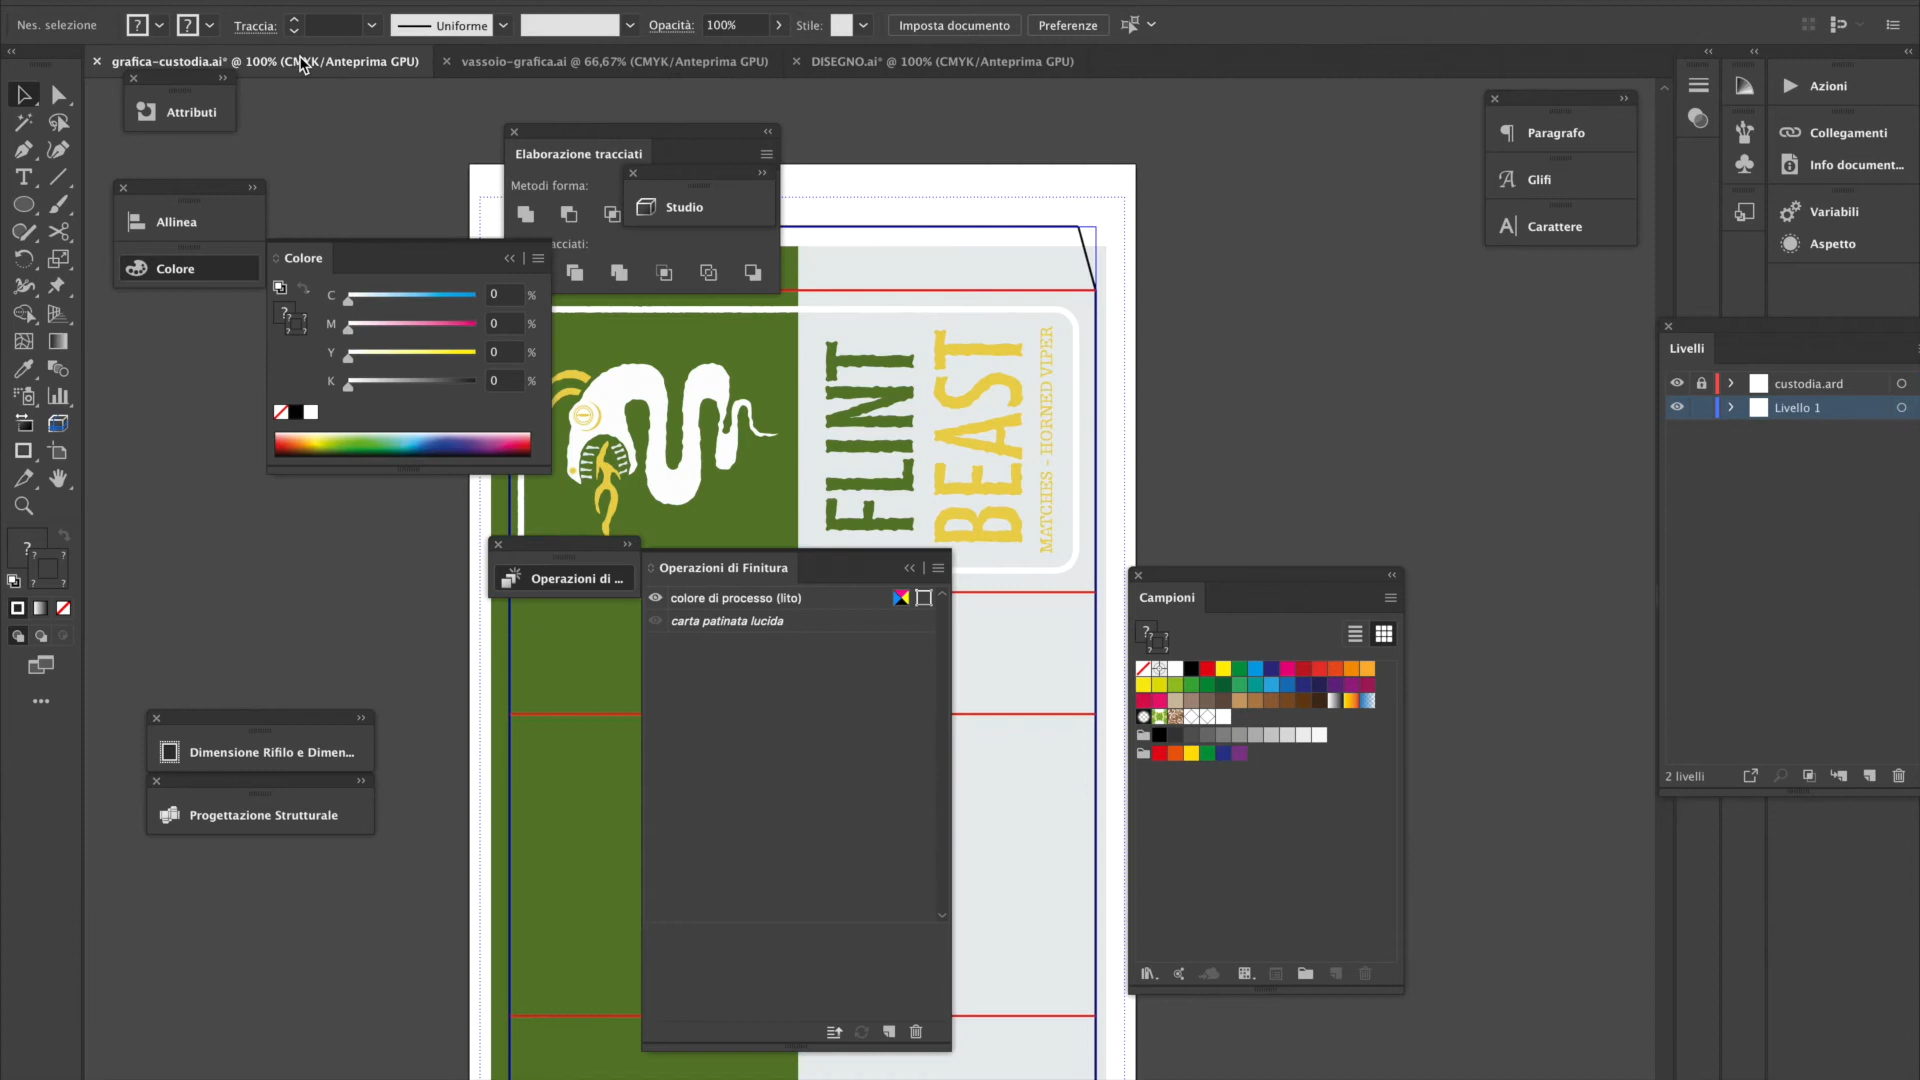 Nes. selezione
?
?
Traccia:
Uniforme
Opacità:
100%
Stile:
Imposta documento
Preferenze
grafica-custodia.ai* @ 100% (CMYK/Anteprima GPU)
vassoio-grafica.ai @ 66,67% (CMYK/Anteprima GPU)
DISEGNO.ai* @ 100% (CMYK/Anteprima GPU)
Attributi
Elaborazione tracciati
Metodi forma:
Studio
acciati:
Allinea
Colore
Colore
C 0 %
M 0 %
Y 0 %
K 0 %
FLINT
BEAST
MATCHES - HORNED VIPER
Operazioni di ...
Operazioni di Finitura
colore di processo (lito)
carta patinata lucida
Dimensione Rifilo e Dimen...
Progettazione Strutturale
Campioni
Paragrafo
Glifi
Carattere
Azioni
Collegamenti
Info document...
Variabili
Aspetto
Livelli
custodia.ard
Livello 1
2 livelli